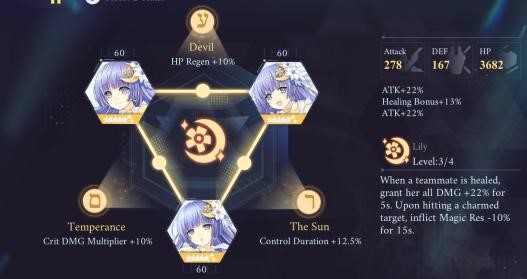 60
60
ע
Devil
HP Regen +10%
Attack
278
DEF
167
HP
3682
ATK+22%
Healing Bonus+13%
ATK+22%
Lily
Level:3/4
When a teammate is healed,
grant her all DMG +22% for
5s. Upon hitting a charmed
target, inflict Magic Res -10%
for 15s.
ס
Temperance
Crit DMG Multiplier +10%
ר
The Sun
Control Duration +12.5%
60